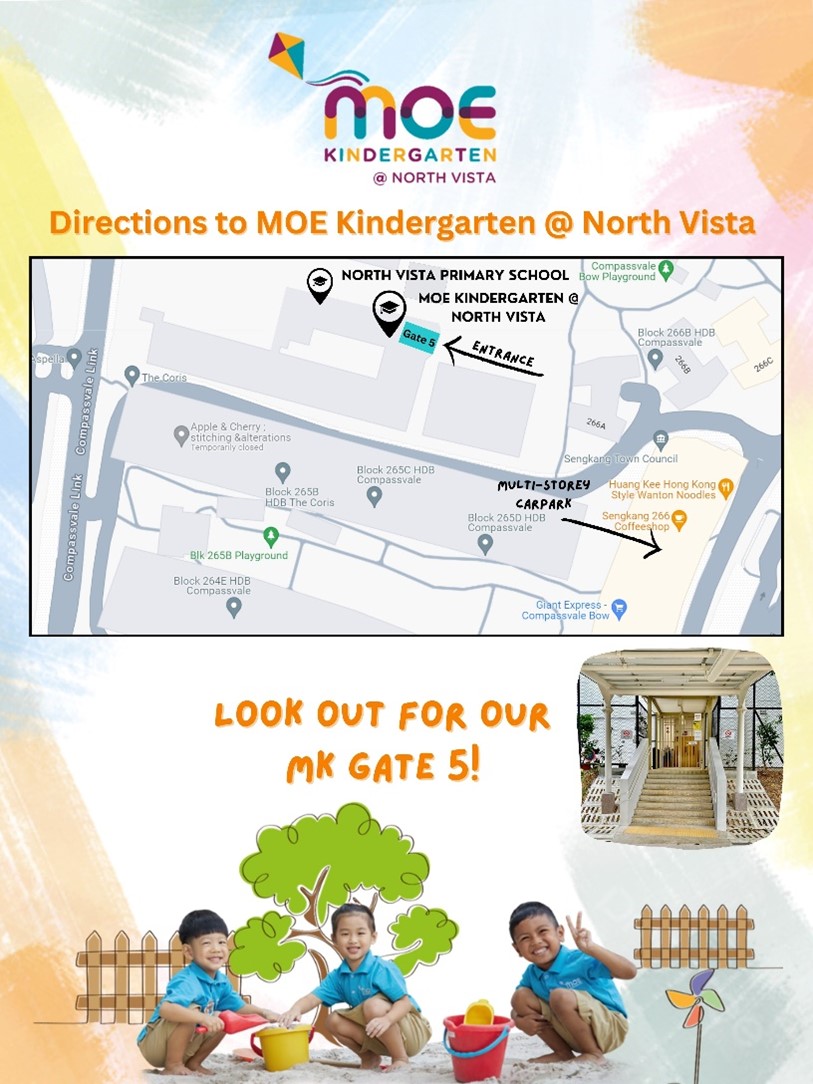 MOE
KINDERGARTEN
@ NORTH VISTA
Directions to MOE Kindergarten @ North Vista
NORTH VISTA PRIMARY SCHOOL
MOE KINDERGARTEN @
NORTH VISTA
Gate 5
ENTRANCE
Compassvale
Bow Playground
Block 266B HDB
Compassvale
266B
266C
266A
Aspella
Compassvale Link
The Coris
Apple & Cherry ;
stitching &alterations
Temporarily closed
Block 265B
HDB The Coris
Block 265C HDB
Compassvale
Sengkang Town Council
MULTI-STOREY
CARPARK
Huang Kee Hong Kong
Style Wanton Noodles
Sengkang 266
Coffeeshop
Block 265D HDB
Compassvale
Compassvale Link
Blk 265B Playground
Block 264E HDB
Compassvale
Giant Express -
Compassvale Bow
LOOK OUT FOR OUR
MK GATE 5!